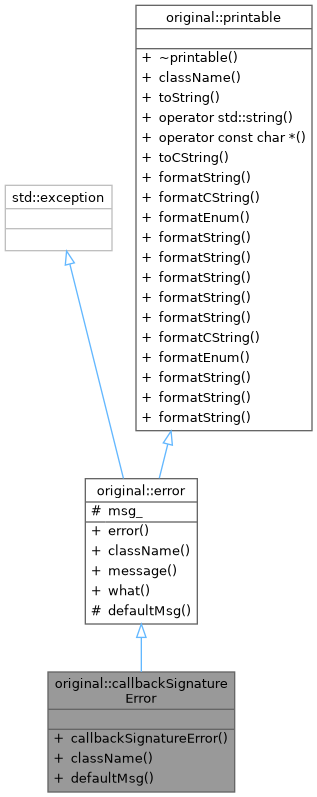 original::printable
+ ~printable()
+ className()
+ toString()
+ operator std::string()
+ operator const char *()
+ toCString()
+ formatString()
+ formatCString()
+ formatEnum()
+ formatString()
+ formatString()
+ formatString()
+ formatString()
+ formatString()
+ formatCString()
+ formatEnum()
+ formatString()
+ formatString()
+ formatString()
std::exception
original::error
# msg_
+ error()
+ className()
+ message()
+ what()
# defaultMsg()
original::callbackSignature
Error
+ callbackSignatureError()
+ className()
+ defaultMsg()